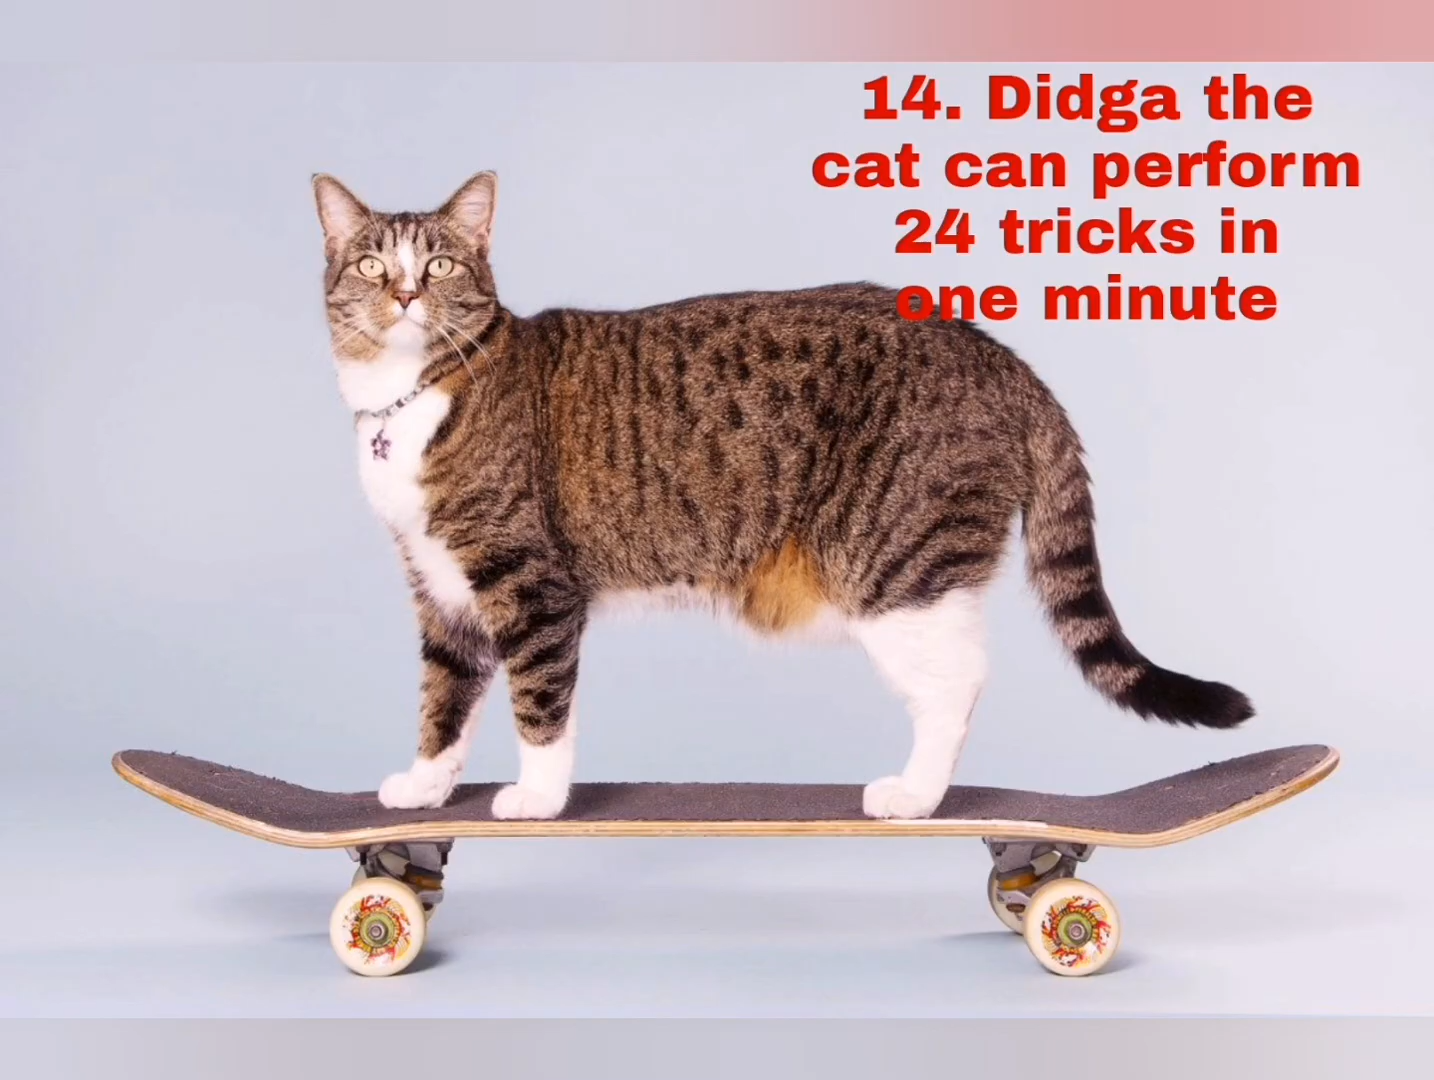 14. Didga the
cat can perform
24 tricks in
one minute